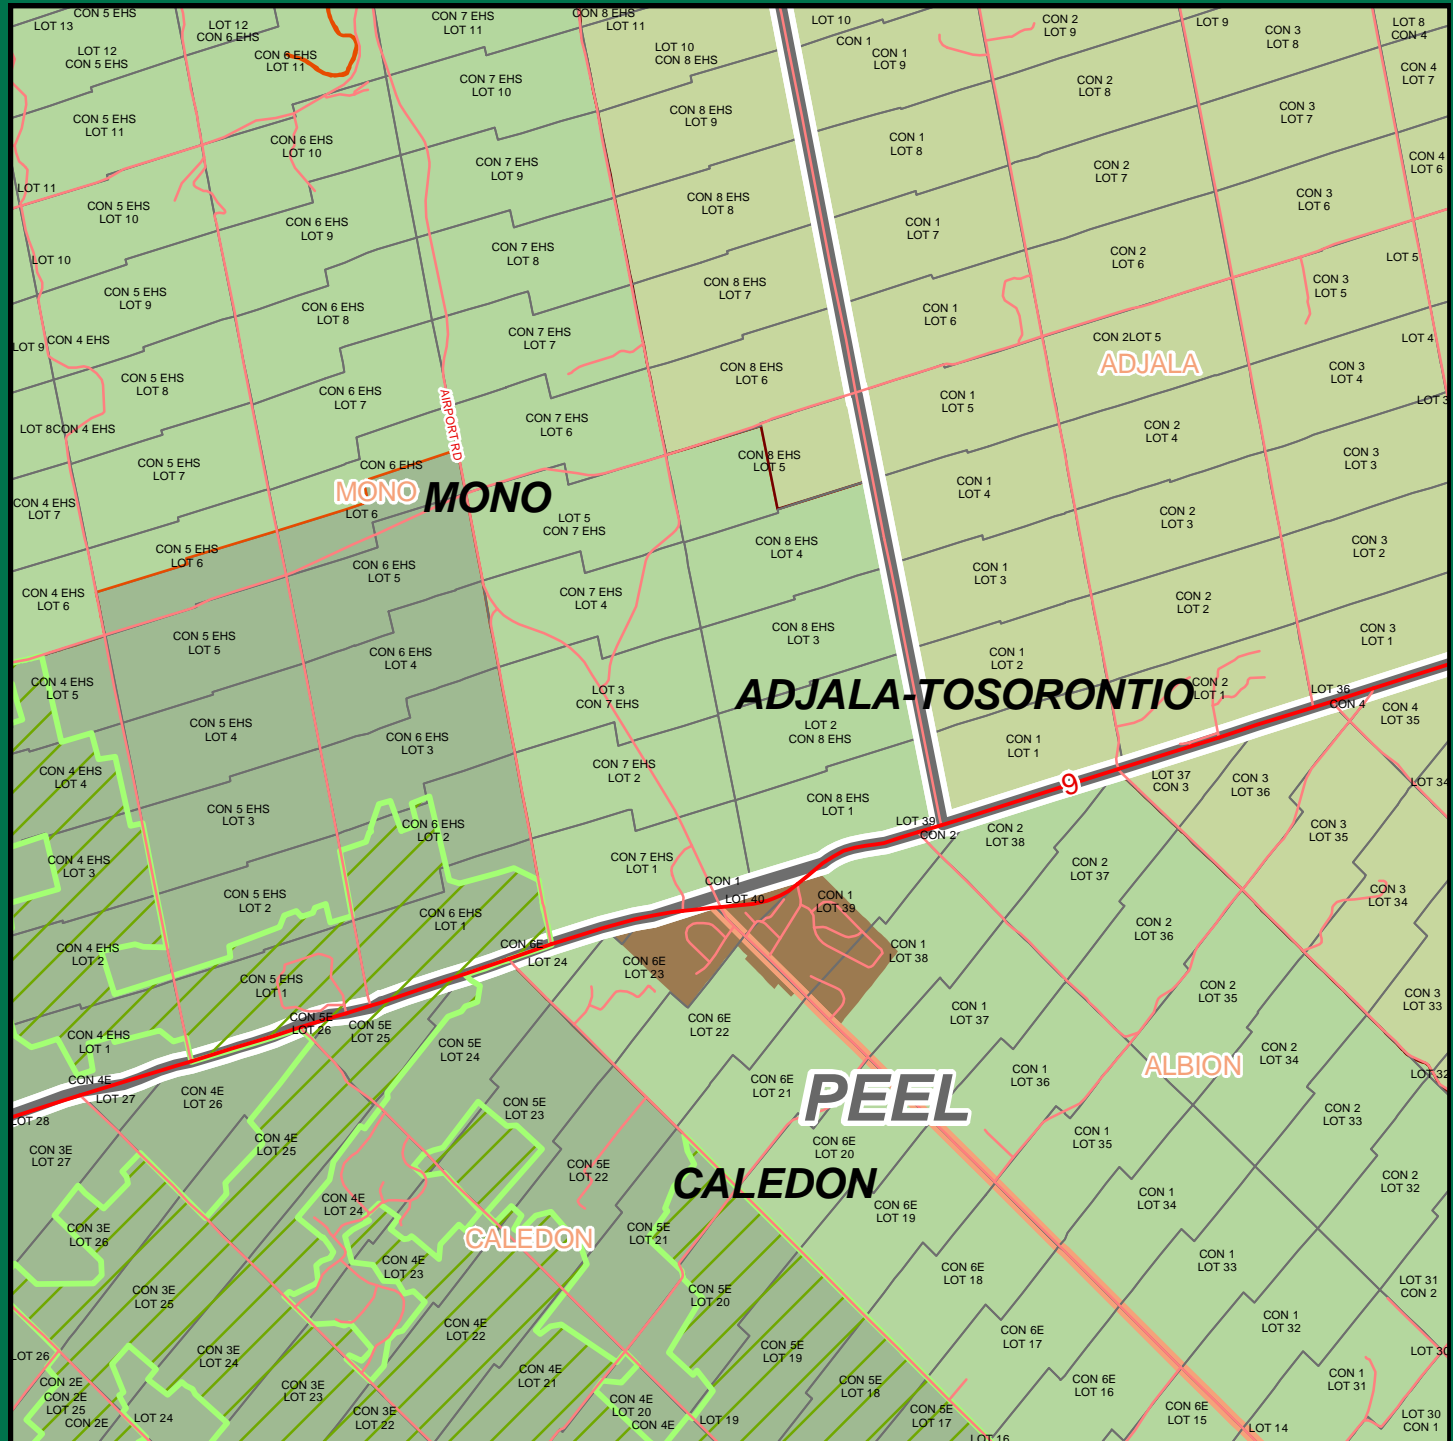 CON 5 EHS
LOT 13
LOT 12
CON 6 EHS
CON 7 EHS
LOT 11
CON 8 EHS
LOT 11
LOT 10
CON 1
CON 2
LOT 9
LOT 9
CON 3
LOT 8
LOT 8
CON 4
LOT 12
CON 5 EHS
CON 6 EHS
LOT 11
LOT 10
CON 8 EHS
CON 1
LOT 9
CON 4
LOT 7
CON 7 EHS
LOT 10
CON 2
LOT 8
CON 5 EHS
LOT 11
CON 8 EHS
LOT 9
CON 3
LOT 7
CON 6 EHS
LOT 10
CON 1
LOT 8
CON 4
LOT 6
CON 7 EHS
LOT 9
CON 2
LOT 7
LOT 11
CON 5 EHS
LOT 10
CON 8 EHS
LOT 8
CON 3
LOT 6
CON 6 EHS
LOT 9
CON 1
LOT 7
CON 7 EHS
LOT 8
CON 2
LOT 6
LOT 5
LOT 10
CON 5 EHS
LOT 9
CON 8 EHS
LOT 7
CON 3
LOT 5
CON 6 EHS
LOT 8
CON 1
LOT 6
CON 7 EHS
LOT 7
CON 2LOT 5
LOT 4
LOT 9
CON 4 EHS
ADJALA
CON 5 EHS
LOT 8
CON 8 EHS
LOT 6
CON 3
LOT 4
CON 6 EHS
LOT 7
CON 1
LOT 5
LOT 3
AIRPORT RD
CON 7 EHS
LOT 6
CON 2
LOT 4
LOT 8CON 4 EHS
CON 5 EHS
LOT 7
CON 6 EHS
LOT 6
CON 8 EHS
LOT 5
CON 3
LOT 3
MONO
MONO
CON 1
LOT 4
CON 4 EHS
LOT 7
LOT 5
CON 7 EHS
CON 2
LOT 3
CON 5 EHS
LOT 6
CON 6 EHS
LOT 5
CON 8 EHS
LOT 4
CON 3
LOT 2
CON 1
LOT 3
CON 4 EHS
LOT 6
CON 7 EHS
LOT 4
CON 2
LOT 2
CON 5 EHS
LOT 5
CON 6 EHS
LOT 4
CON 8 EHS
LOT 3
CON 3
LOT 1
CON 1
LOT 2
CON 4 EHS
LOT 5
LOT 3
CON 7 EHS
ADJALA-TOSORONTIO
CON 2
LOT 1
LOT 36
CON 4
CON 4
LOT 35
CON 5 EHS
LOT 4
CON 6 EHS
LOT 3
LOT 2
CON 8 EHS
CON 1
LOT 1
CON 4 EHS
LOT 4
CON 7 EHS
LOT 2
9
LOT 37
CON 3
CON 3
LOT 36
LOT 34
CON 5 EHS
LOT 3
CON 6 EHS
LOT 2
CON 8 EHS
LOT 1
LOT 39
CON 2
CON 2
LOT 38
CON 3
LOT 35
CON 4 EHS
LOT 3
CON 7 EHS
LOT 1
CON 1
LOT 40
CON 2
LOT 37
CON 5 EHS
LOT 2
CON 6 EHS
LOT 1
CON 1
LOT 39
CON 3
LOT 34
CON 4 EHS
LOT 2
CON 6E
LOT 24
CON 6E
LOT 23
CON 1
LOT 38
CON 2
LOT 36
CON 5 EHS
LOT 1
CON 2
LOT 35
CON 3
LOT 33
CON 4 EHS
LOT 1
CON 5E
LOT 26
CON 5E
LOT 25
CON 6E
LOT 22
CON 1
LOT 37
CON 5E
LOT 24
CON 2
LOT 34
CON 4E
LOT 27
CON 4E
LOT 26
CON 6E
LOT 21
CON 1
LOT 36
ALBION
LOT 32
PEEL
LOT 28
CON 5E
LOT 23
CON 2
LOT 33
CON 3E
LOT 27
CON 4E
LOT 25
CON 6E
LOT 20
CON 1
LOT 35
CALEDON
CON 5E
LOT 22
CON 2
LOT 32
CON 4E
LOT 24
CON 6E
LOT 19
CON 1
LOT 34
CON 3E
LOT 26
CALEDON
CON 5E
LOT 21
CON 4E
LOT 23
CON 6E
LOT 18
CON 1
LOT 33
LOT 31
CON 2
CON 3E
LOT 25
CON 5E
LOT 20
CON 4E
LOT 22
CON 6E
LOT 17
CON 1
LOT 32
CON 3E
LOT 24
CON 5E
LOT 19
LOT 26
LOT 30
CON 4E
LOT 21
CON 5E
LOT 18
CON 6E
LOT 16
CON 1
LOT 31
CON 2E
CON 2E
LOT 25
CON 2E
CON 3E
LOT 23
CON 4E
LOT 20
CON 4E
LOT 24
CON 3E
LOT 22
LOT 19
CON 5E
LOT 17
CON 6E
LOT 15
LOT 30
CON 1
LOT 14
LOT 16